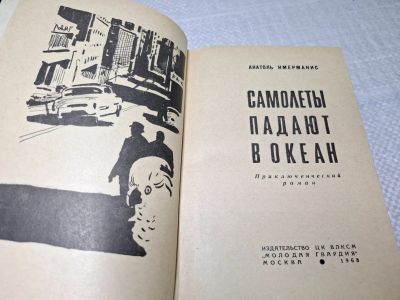 АНАТОЛЬ ИМЕРМАНИС
САМОЛЕТЫ
ПАДАЮТ
В ОКЕАН
Приключенческий
роман
ИЗДАТЕЛЬСТВО ЦК ВЛКСМ
„МОЛОДАЯ ГВАРДИЯ"
МОСКВА ● 1968